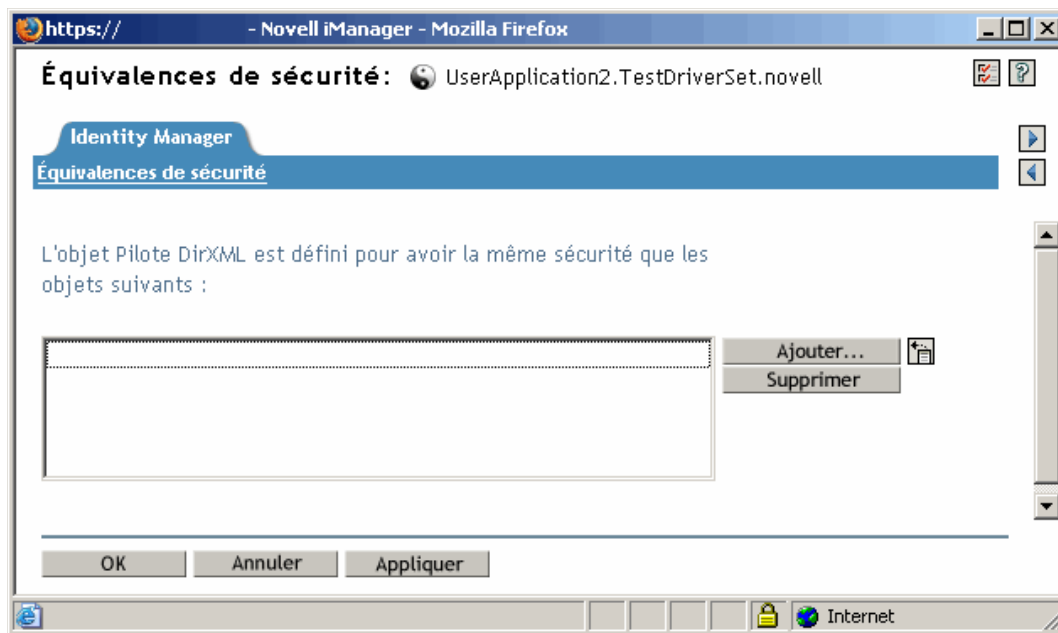 https:// - Novell iManager - Mozilla Firefox
Équivalences de sécurité: UserApplication2.TestDriverSet.novell
Identity Manager
Équivalences de sécurité
L'objet Pilote DirXML est défini pour avoir la même sécurité que les
objets suivants :
Ajouter...
Supprimer
OK Annuler Appliquer
Internet